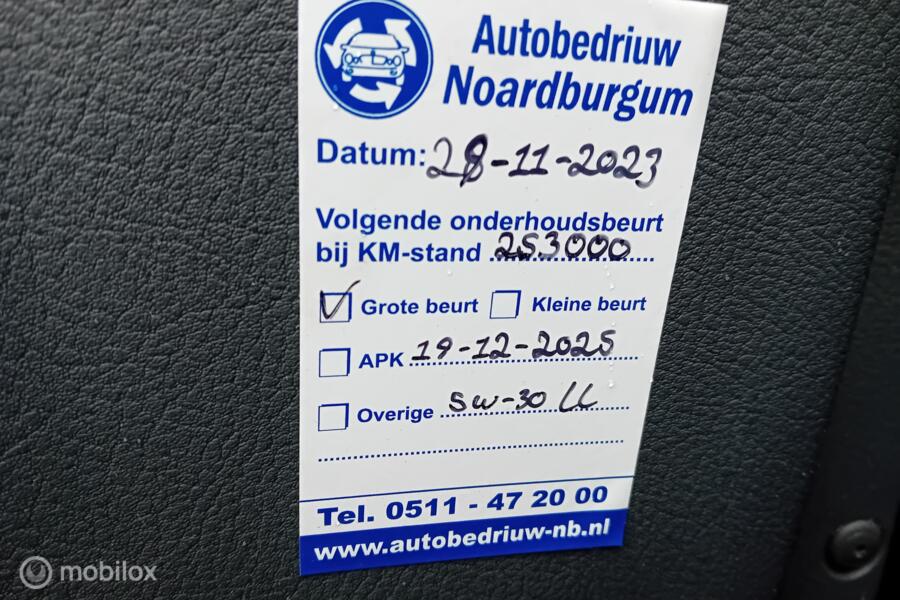 Autobedriuw
Noardburgum
Datum: 28-11-2023
Volgende onderhoudsbeurt
bij KM-stand 253000
Grote beurt Kleine beurt
APK 19-12-2025
Overige 5W-30 LL
Tel. 0511 - 47 20 00
www.autobedriuw-nb.nl
mobilox